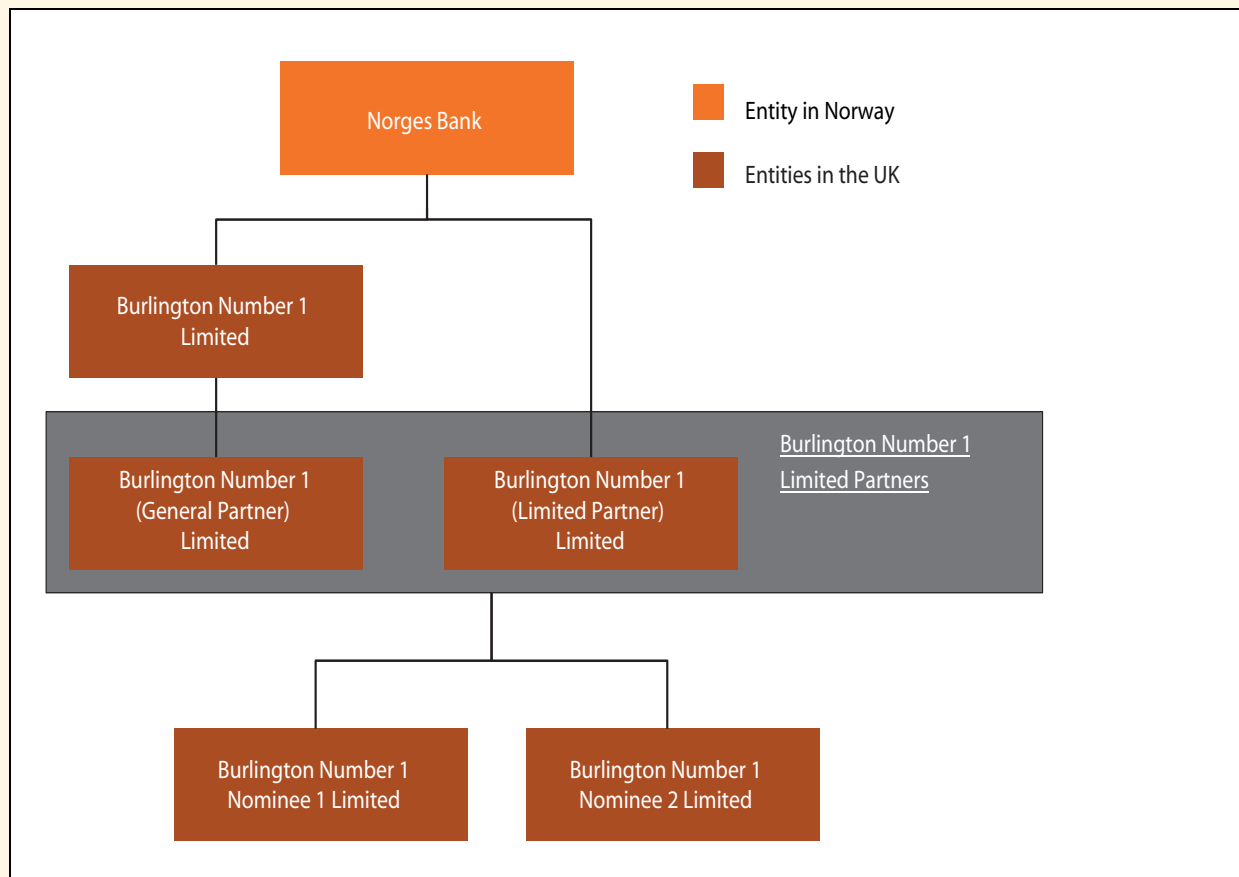 Norges Bank
Entity in Norway
Entities in the UK
Burlington Number 1
Limited
Burlington Number 1
(General Partner)
Limited
Burlington Number 1
(Limited Partner)
Limited
Burlington Number 1
Limited Partners
Burlington Number 1
Nominee 1 Limited
Burlington Number 1
Nominee 2 Limited